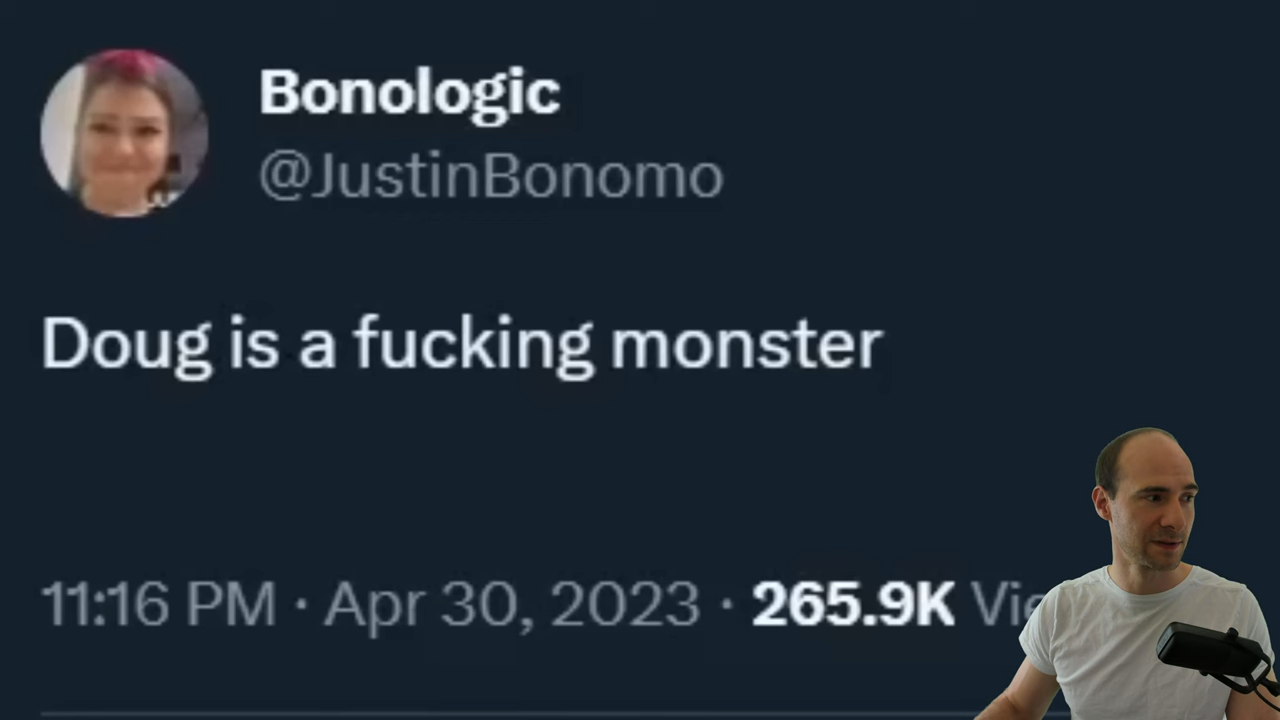 Bonologic
@JustinBonomo
Doug is a fucking monster
11:16 PM · Apr 30, 2023 · 265.9K